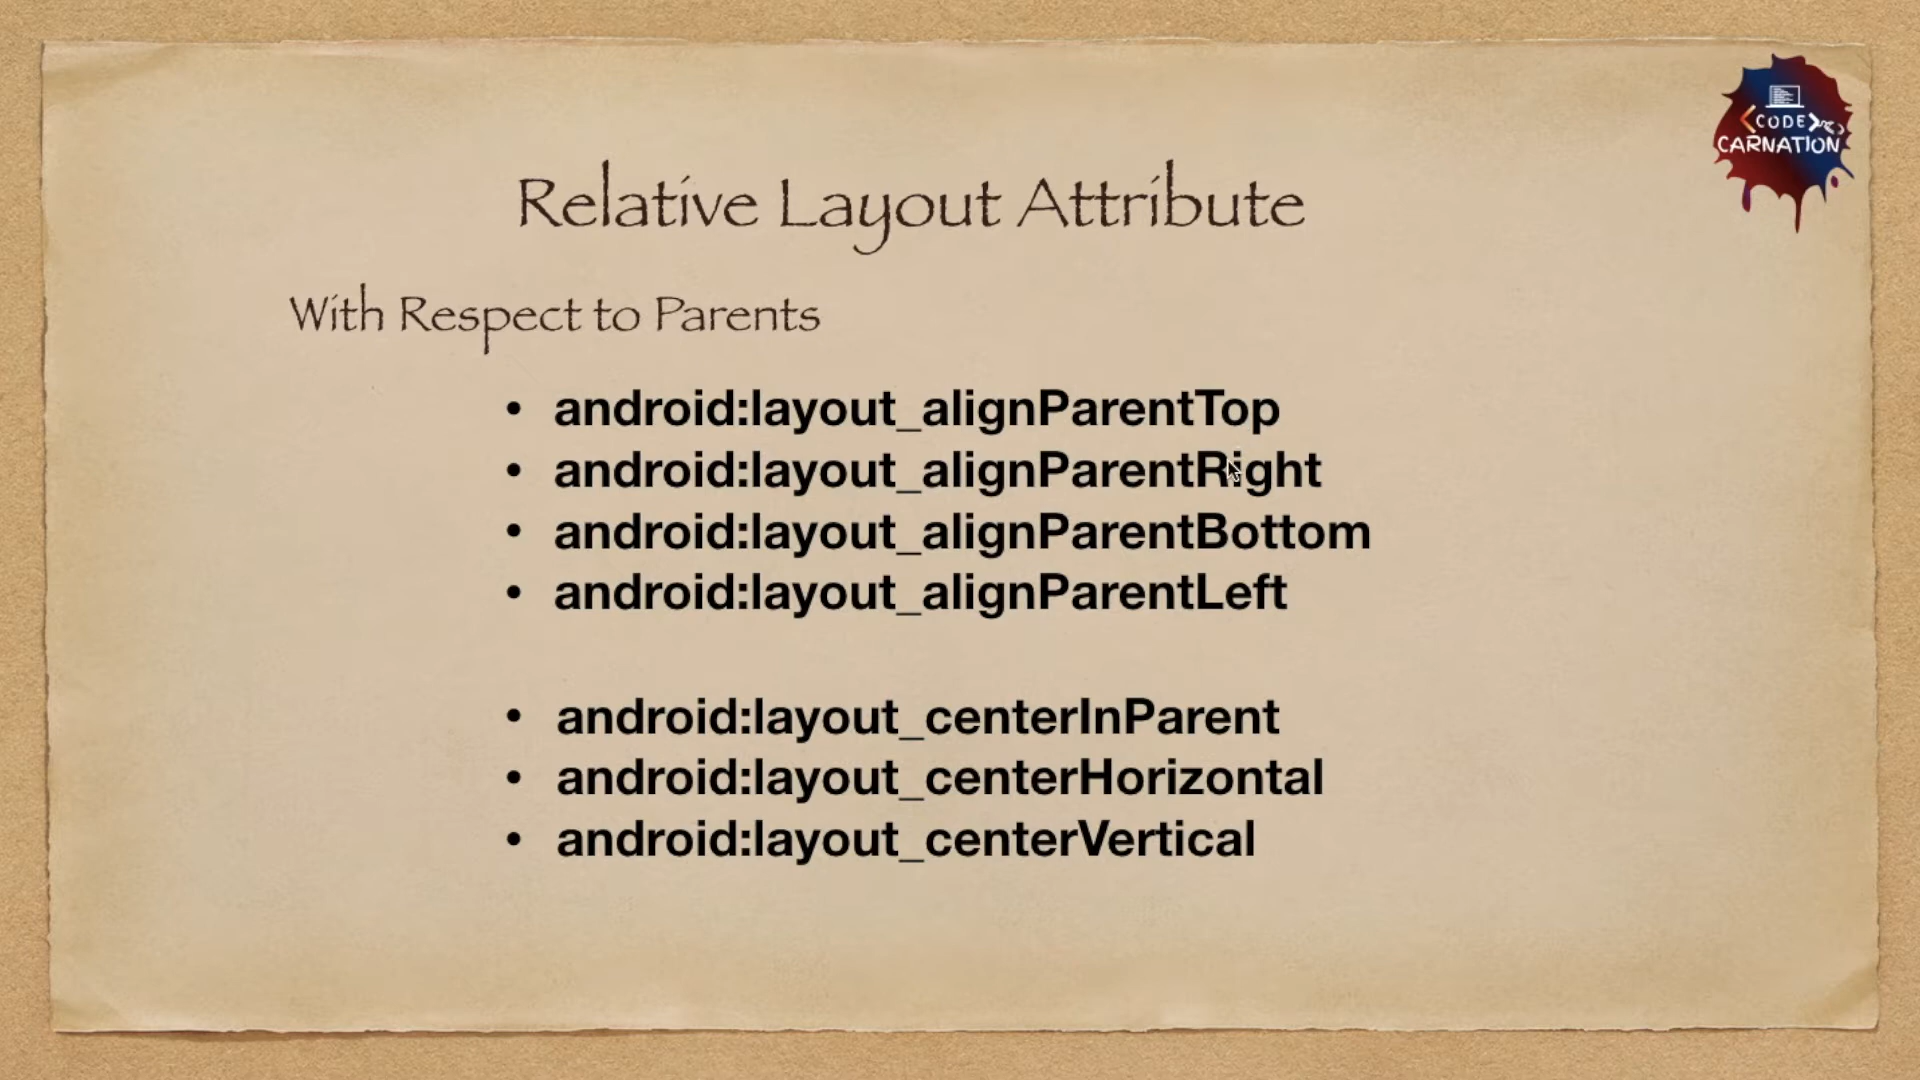 <CODE>
CARNATION
Relative Layout Attribute
With Respect to Parents
• android:layout_alignParentTop
• android:layout_alignParentRight
• android:layout_alignParentBottom
• android:layout_alignParentLeft
• android:layout_centerInParent
• android:layout_centerHorizontal
• android:layout_centerVertical